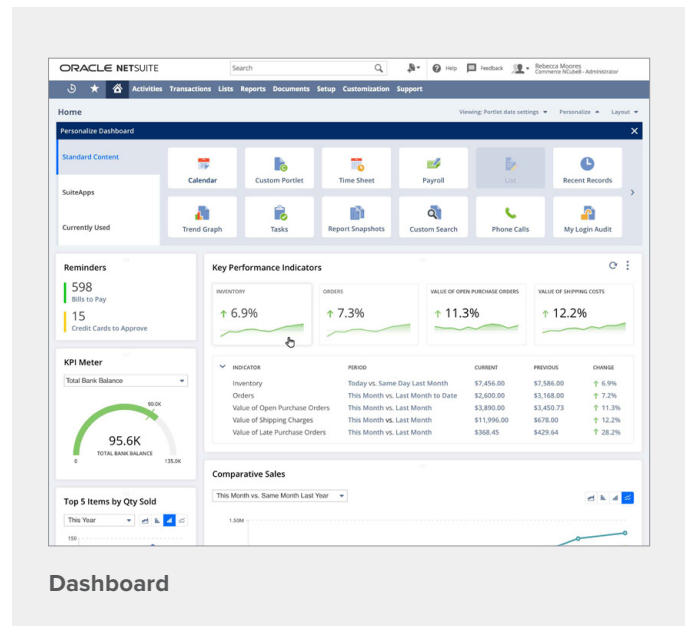 ORACLE NETSUITE
Search
Help
Feedback
Rebecca Moores
Commerce NCubell - Administrator
Activities Transactions Lists Reports Documents Setup Customization Support
Home
Viewing: Portlet date settings Personalize Layout
Personalize Dashboard
Standard Content
SuiteApps
Currently Used
Calendar Custom Portlet Time Sheet Payroll List Recent Records
Trend Graph Tasks Report Snapshots Custom Search Phone Calls My Login Audit
Reminders
598
Bills to Pay
15
Credit Cards to Approve
KPI Meter
Total Bank Balance
90.0K
95.6K
TOTAL BANK BALANCE
0
135.0K
Top 5 Items by Qty Sold
This Year
150
Key Performance Indicators
INVENTORY ORDERS VALUE OF OPEN PURCHASE ORDERS VALUE OF SHIPPING COSTS
6.9% 7.3% 11.3% 12.2%
INDICATOR PERIOD CURRENT PREVIOUS CHANGE
Inventory Today vs. Same Day Last Month $7,456.00 $7,586.00 6.9%
Orders This Month vs. Last Month to Date $2,600.00 $3,168.00 7.2%
Value of Open Purchase Orders This Month vs. Last Month $3,890.00 $3,450.73 11.3%
Value of Shipping Charges This Month vs. Last Month $11,996.00 $678.00 12.2%
Value of Late Purchase Orders This Month vs. Last Month $368.45 $429.64 28.2%
Comparative Sales
This Month vs. Same Month Last Year
1.50M
Dashboard